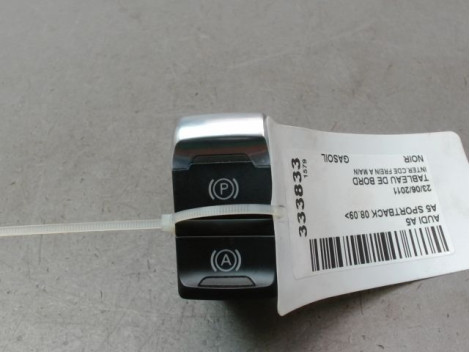 P
A
AUDI A5
A5 SPORTBACK 08.09>
23/06/2011
TABLEAU DE BORD
INTER CDE FREIN A MAIN
NOIR
GASOIL
333833
1579